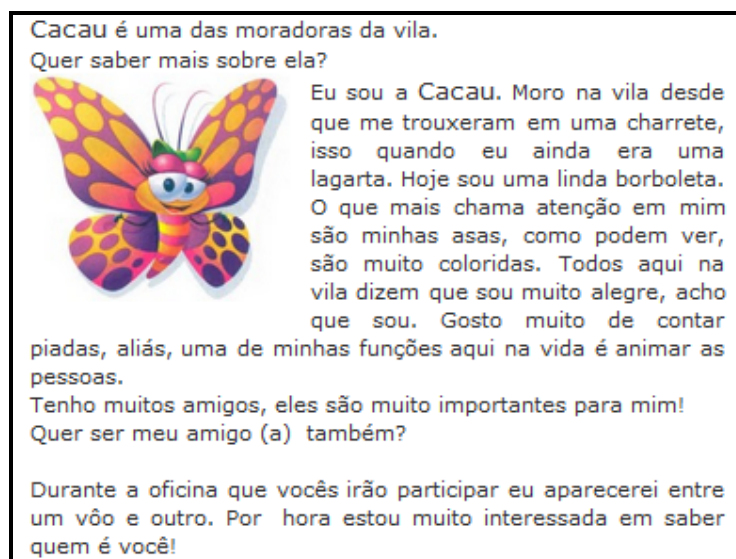 Cacau é uma das moradoras da vila.
Quer saber mais sobre ela?
Eu sou a Cacau. Moro na vila desde
que me trouxeram em uma charrete,
isso quando eu ainda era uma
lagarta. Hoje sou uma linda borboleta.
O que mais chama atenção em mim
são minhas asas, como podem ver,
são muito coloridas. Todos aqui na
vila dizem que sou muito alegre, acho
que sou. Gosto muito de contar
piadas, aliás, uma de minhas funções aqui na vida é animar as
pessoas.
Tenho muitos amigos, eles são muito importantes para mim!
Quer ser meu amigo (a) também?
Durante a oficina que vocês irão participar eu aparecerei entre
um vôo e outro. Por hora estou muito interessada em saber
quem é você!